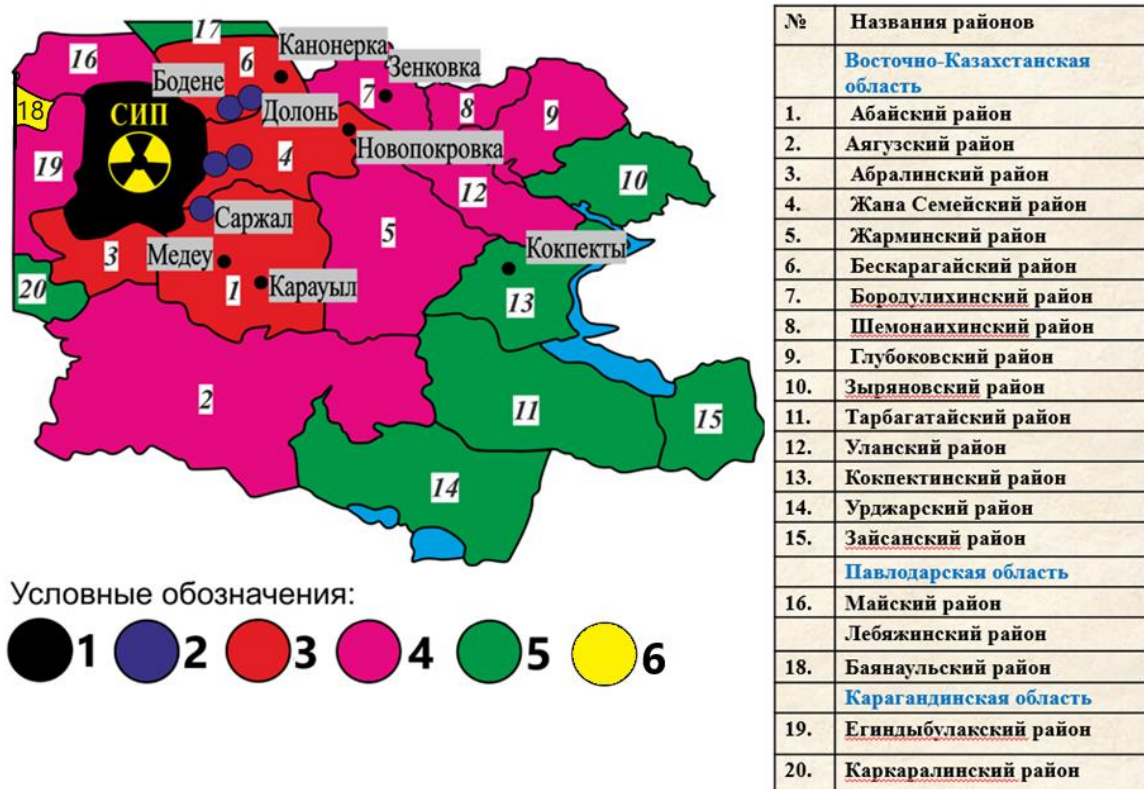 17
16
6
Канонерка
Зенковка
Бодене
7
8
9
18
СИП
Долонь
Новопокровка
19
4
10
12
Саржал
5
3
Медеу
Кокпекты
20
1
Карауыл
13
2
11
15
14
Условные обозначения:
1 2 3 4 5 6
№ Названия районов
Восточно-Казахстанская
область
1. Абайский район
2. Аягузский район
3. Абралинский район
4. Жана Семейский район
5. Жарминский район
6. Бескарагайский район
7. Бородулихинский район
8. Шемонаихинский район
9. Глубоковский район
10. Зыряновский район
11. Тарбагатайский район
12. Уланский район
13. Кокпектинский район
14. Урджарский район
15. Зайсанский район
Павлодарская область
16. Майский район
Лебяжинский район
18. Баянаульский район
Карагандинская область
19. Егиндыбулакский район
20. Каркаралинский район